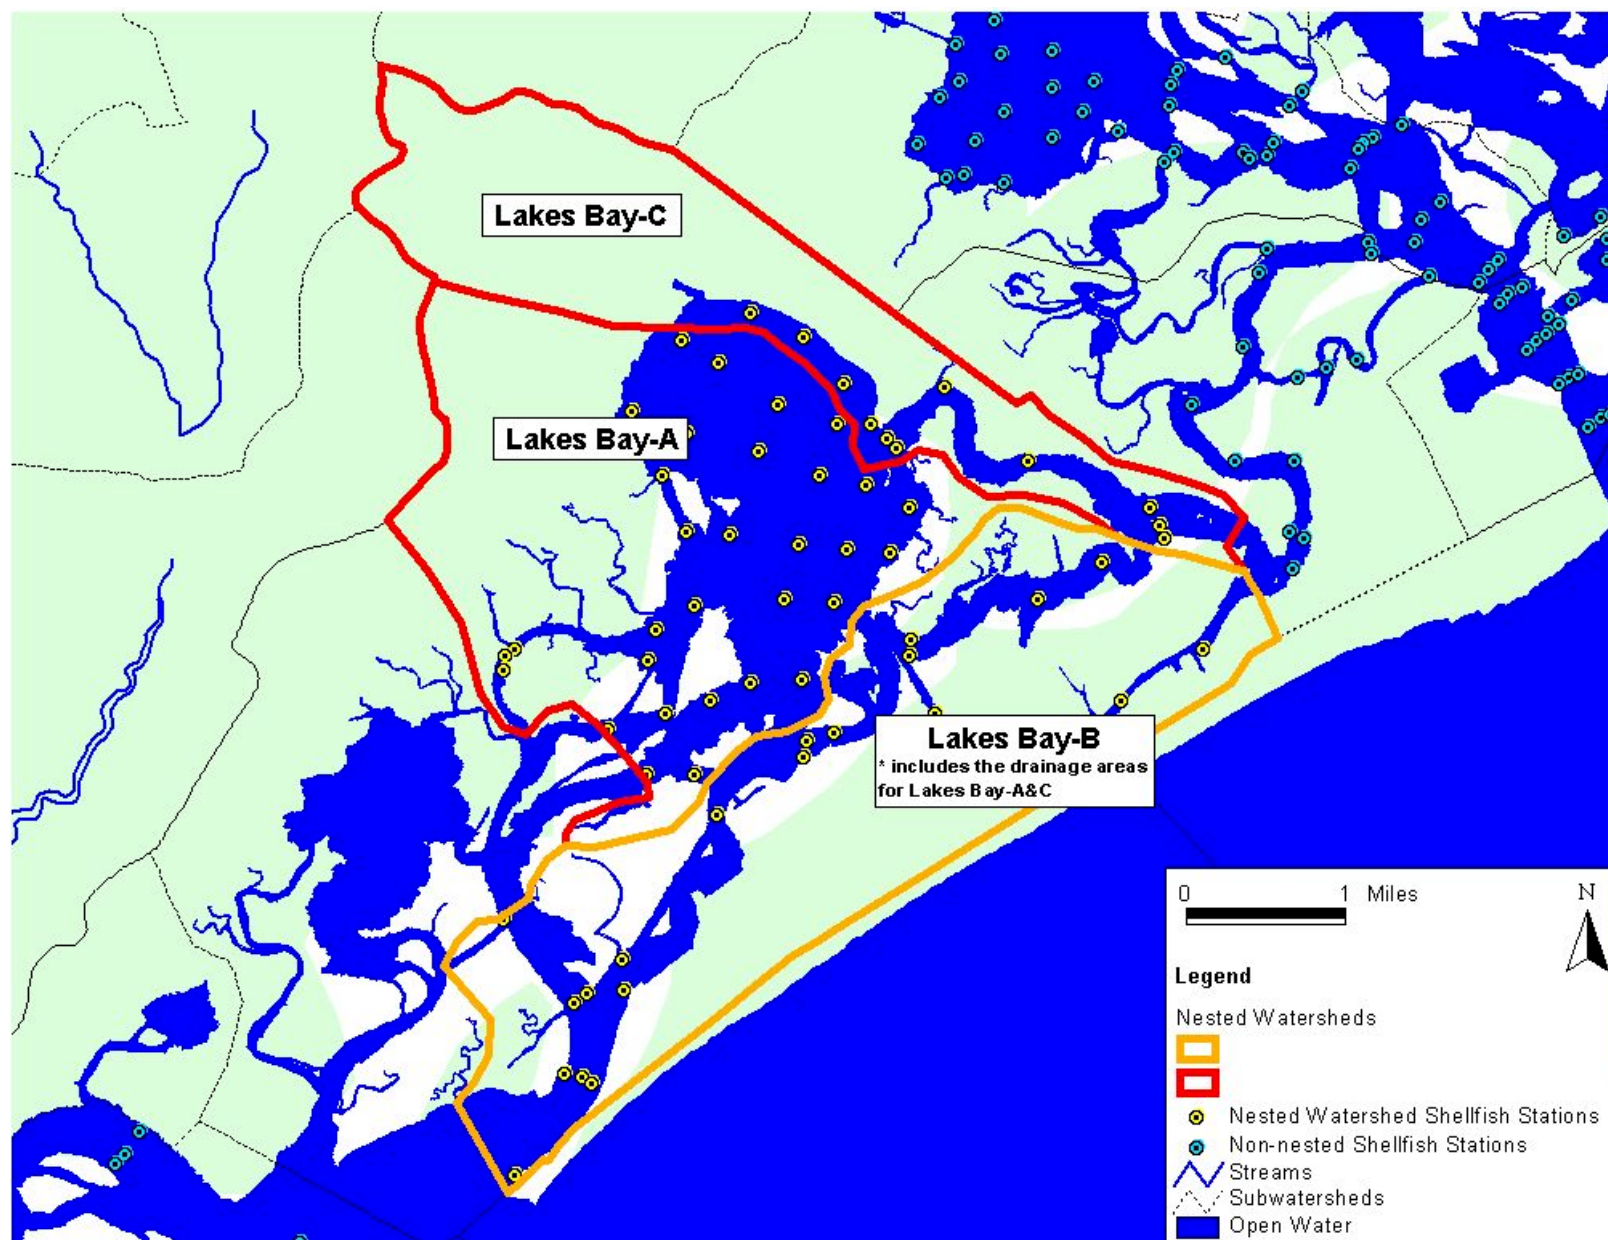 Lakes Bay-C
Lakes Bay-A
Lakes Bay-B
* includes the drainage areas
for Lakes Bay-A&C
0 1 Miles
N
Legend
Nested Watersheds
Nested Watershed Shellfish Stations
Non-nested Shellfish Stations
Streams
Subwatersheds
Open Water